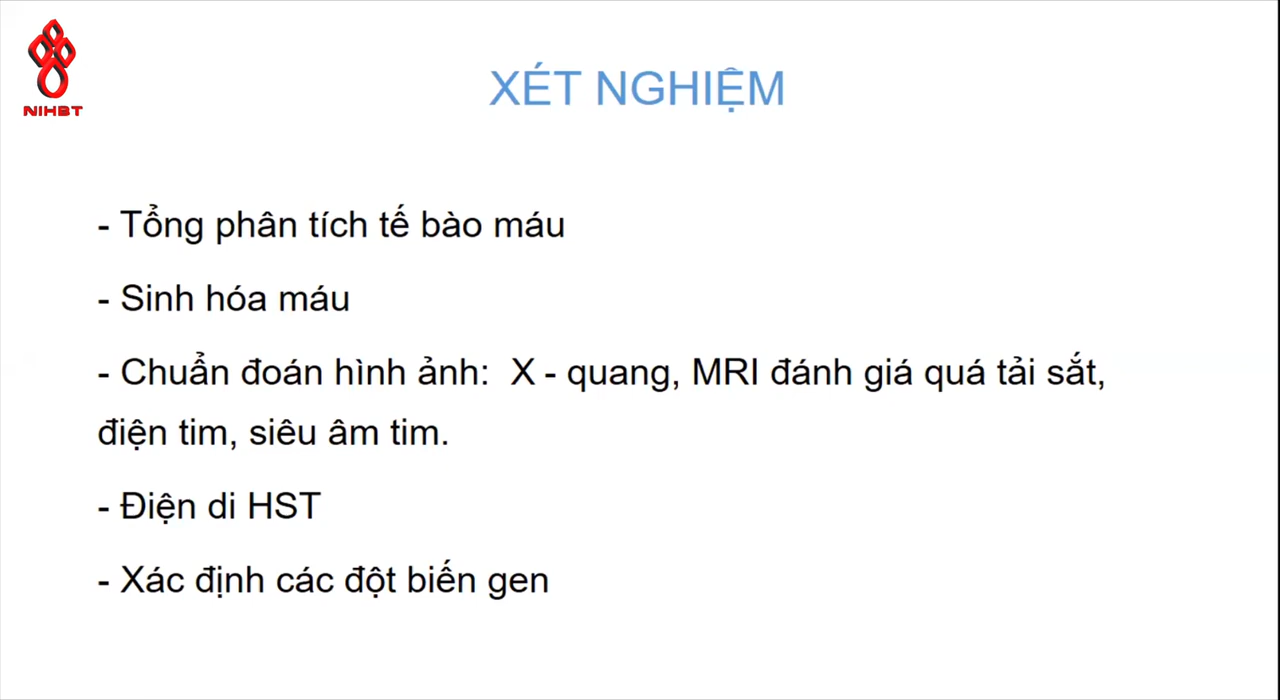 NIHBT
XÉT NGHIỆM
- Tổng phân tích tế bào máu
- Sinh hóa máu
- Chuẩn đoán hình ảnh: X - quang, MRI đánh giá quá tải sắt,
điện tim, siêu âm tim.
- Điện di HST
- Xác định các đột biến gen